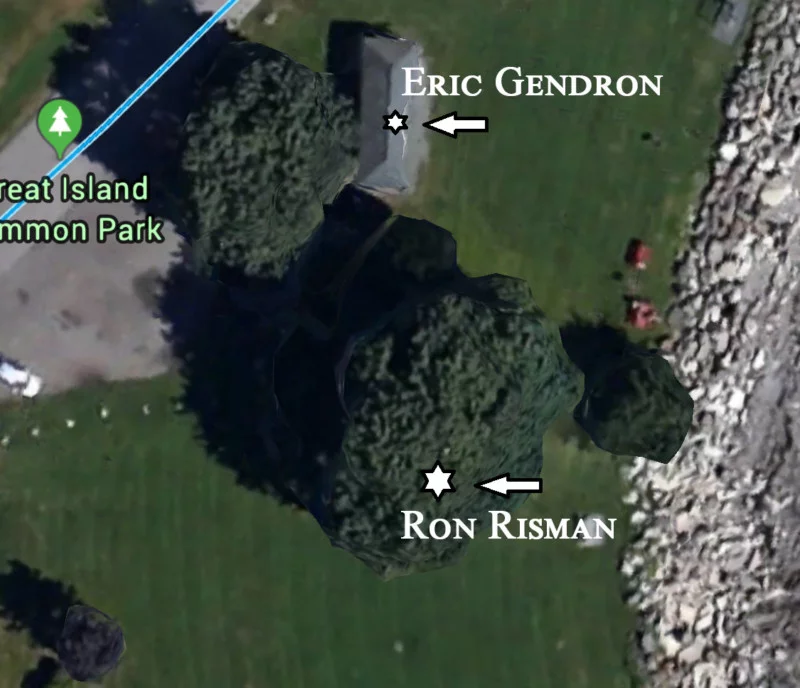 Eric Gendron
reat Island
mmon Park
Ron Risman